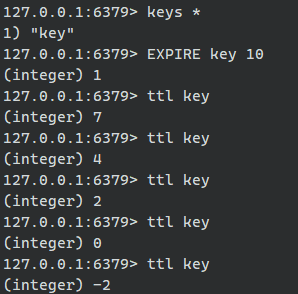 127.0.0.1:6379> keys *
1) "key"
127.0.0.1:6379> EXPIRE key 10
(integer) 1
127.0.0.1:6379> ttl key
(integer) 7
127.0.0.1:6379> ttl key
(integer) 4
127.0.0.1:6379> ttl key
(integer) 2
127.0.0.1:6379> ttl key
(integer) 0
127.0.0.1:6379> ttl key
(integer) -2